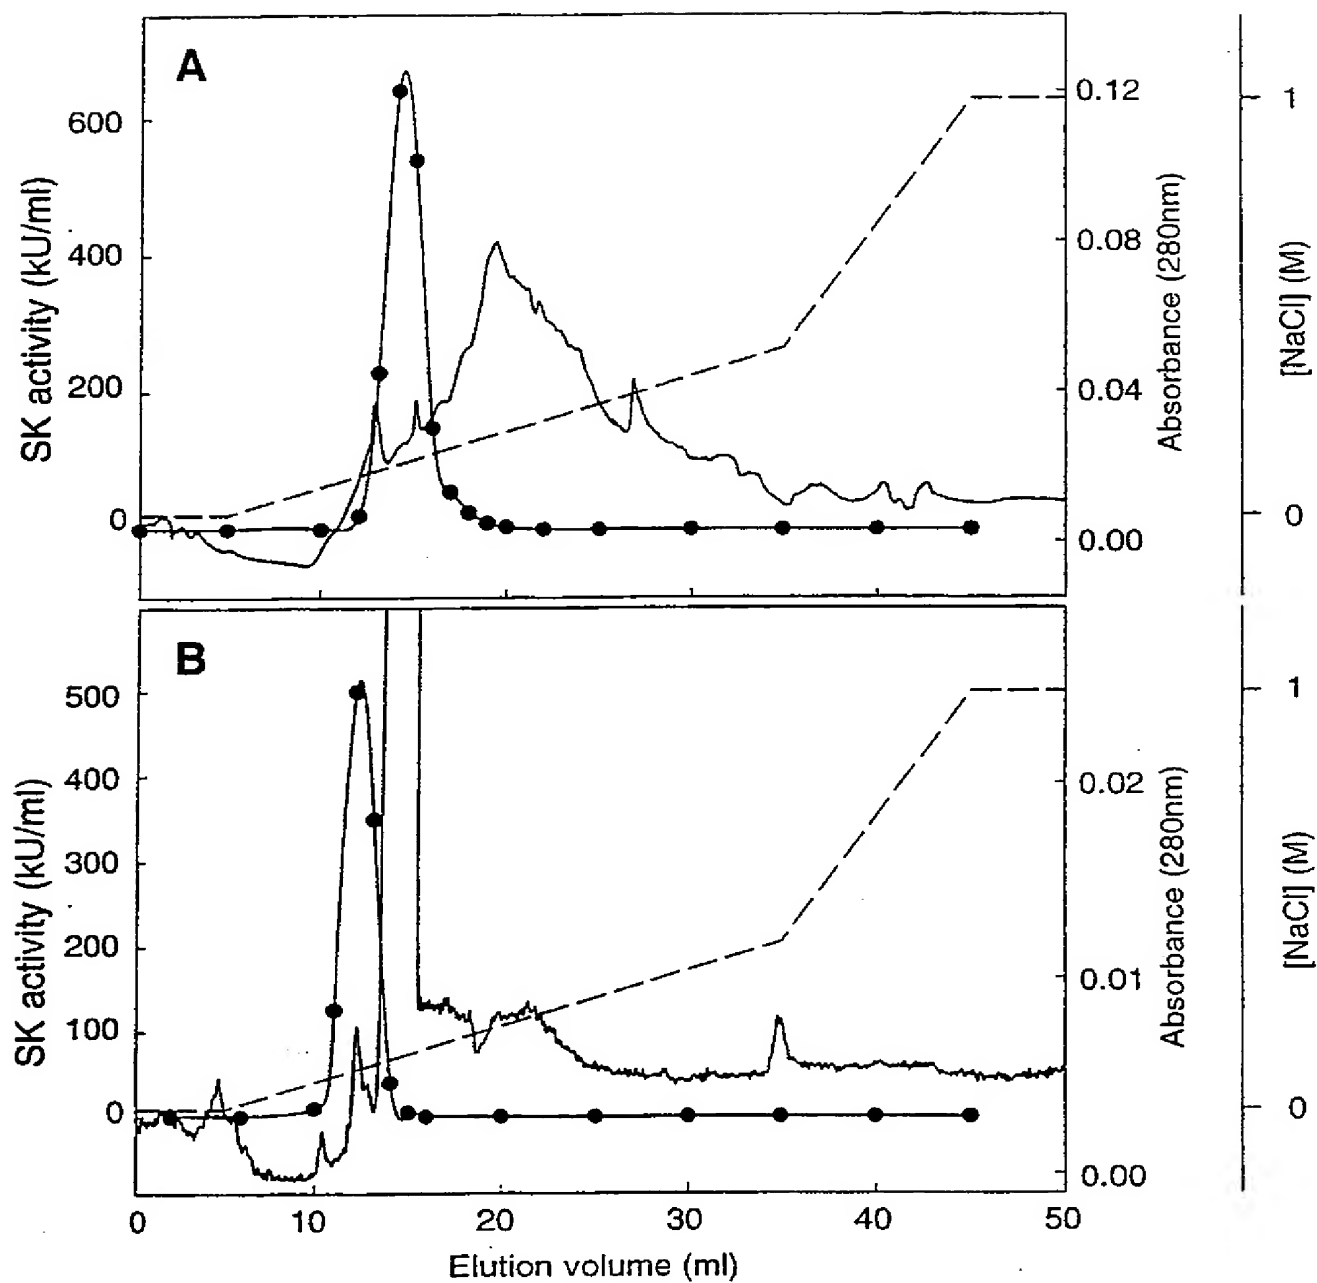 A
SK activity (kU/ml)
600
400
200
0
0.12
0.08
0.04
0.00
Absorbance (280nm)
1
0
[NaCl] (M)
B
SK activity (kU/ml)
500
400
300
200
100
0
0.02
0.01
0.00
Absorbance (280nm)
1
0
[NaCl] (M)
0 10 20 30 40 50
Elution volume (ml)